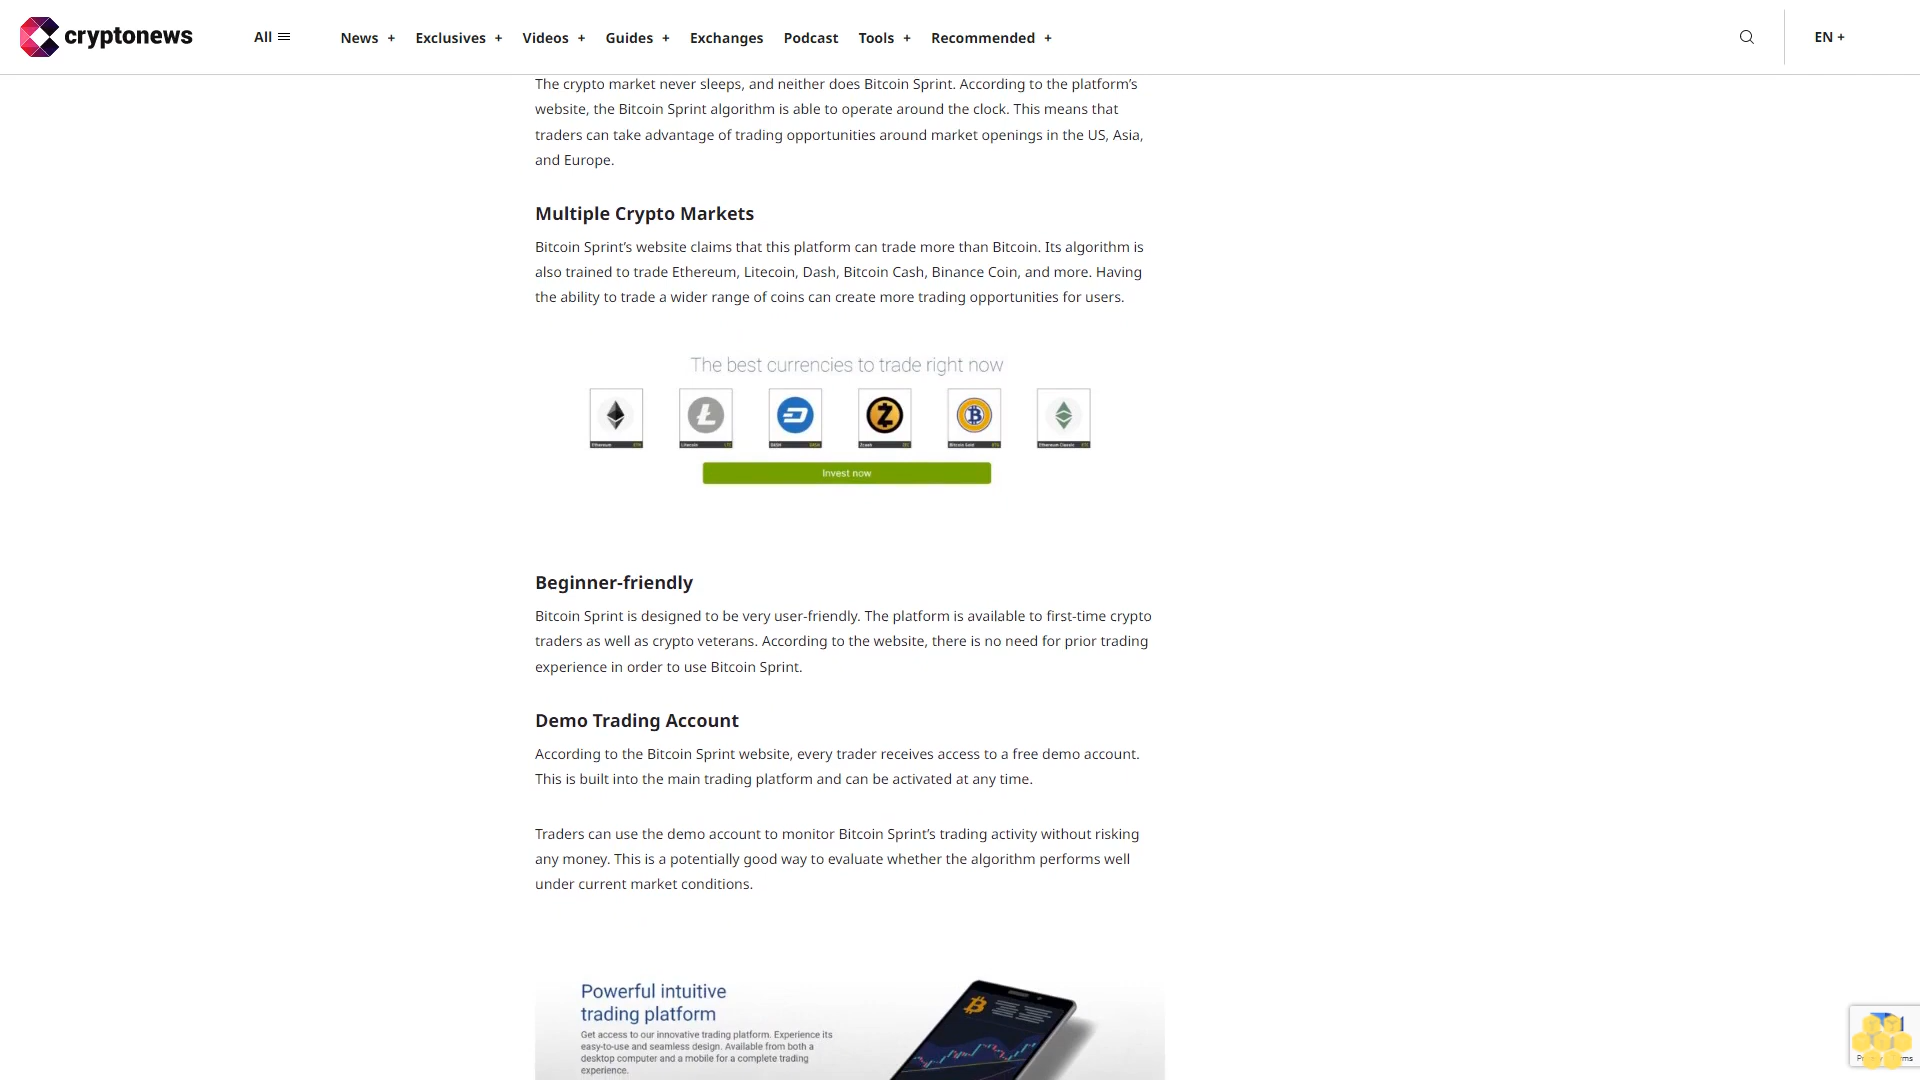 cryptonews
All
News +
Exclusives +
Videos +
Guides +
Exchanges
Podcast
Tools +
Recommended +
EN +
The crypto market never sleeps, and neither does Bitcoin Sprint. According to the platform’s
website, the Bitcoin Sprint algorithm is able to operate around the clock. This means that
traders can take advantage of trading opportunities around market openings in the US, Asia,
and Europe.
Multiple Crypto Markets
Bitcoin Sprint’s website claims that this platform can trade more than Bitcoin. Its algorithm is
also trained to trade Ethereum, Litecoin, Dash, Bitcoin Cash, Binance Coin, and more. Having
the ability to trade a wider range of coins can create more trading opportunities for users.
The best currencies to trade right now
Ethereum ETH
Litecoin LTC
DASH DASH
Zcash
Bitcoin Gold BTG
Ethereum Classic ETC
Invest now
Beginner-friendly
Bitcoin Sprint is designed to be very user-friendly. The platform is available to first-time crypto
traders as well as crypto veterans. According to the website, there is no need for prior trading
experience in order to use Bitcoin Sprint.
Demo Trading Account
According to the Bitcoin Sprint website, every trader receives access to a free demo account.
This is built into the main trading platform and can be activated at any time.
Traders can use the demo account to monitor Bitcoin Sprint’s trading activity without risking
any money. This is a potentially good way to evaluate whether the algorithm performs well
under current market conditions.
Powerful intuitive
trading platform
Get access to our innovative trading platform. Experience its
easy-to-use and seamless design. Available from both a
desktop computer and a mobile for a complete trading
experience.